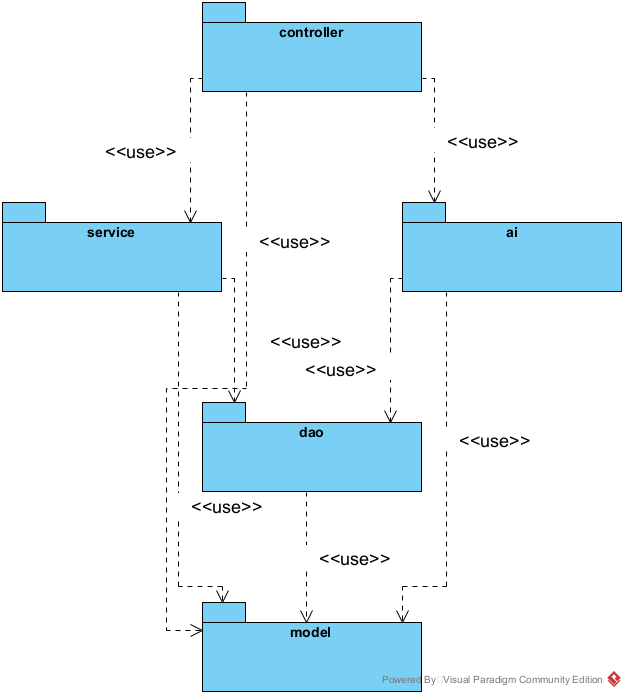 controller
<<use>>
<<use>>
service
ai
<<use>>
<<use>>
<<use>>
dao
<<use>>
<<use>>
<<use>>
model
Powered By Visual Paradigm Community Edition